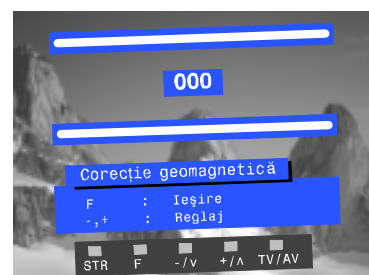 000
Corecție geomagnetică
F : Ieșire
-,+ : Reglaj
STR F -/∨ +/∧ TV/AV